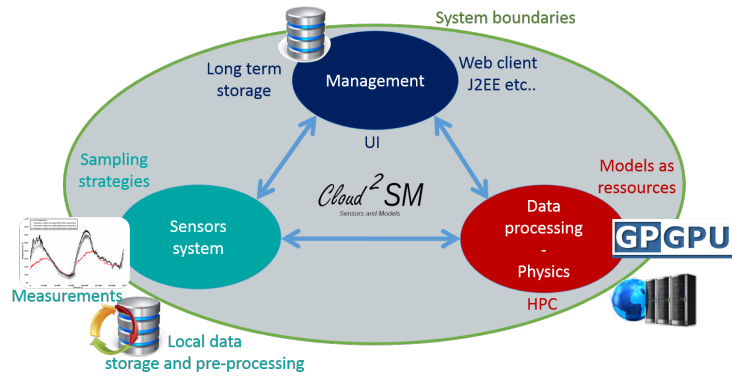 System boundaries
Long term
storage
Management
Web client
J2EE etc..
UI
Sampling
strategies
Models as
ressources
Cloud2SM
Sensors and Models
Sensors
system
Data
processing
-
Physics
GPGPU
Measurements
HPC
Local data
storage and pre-processing